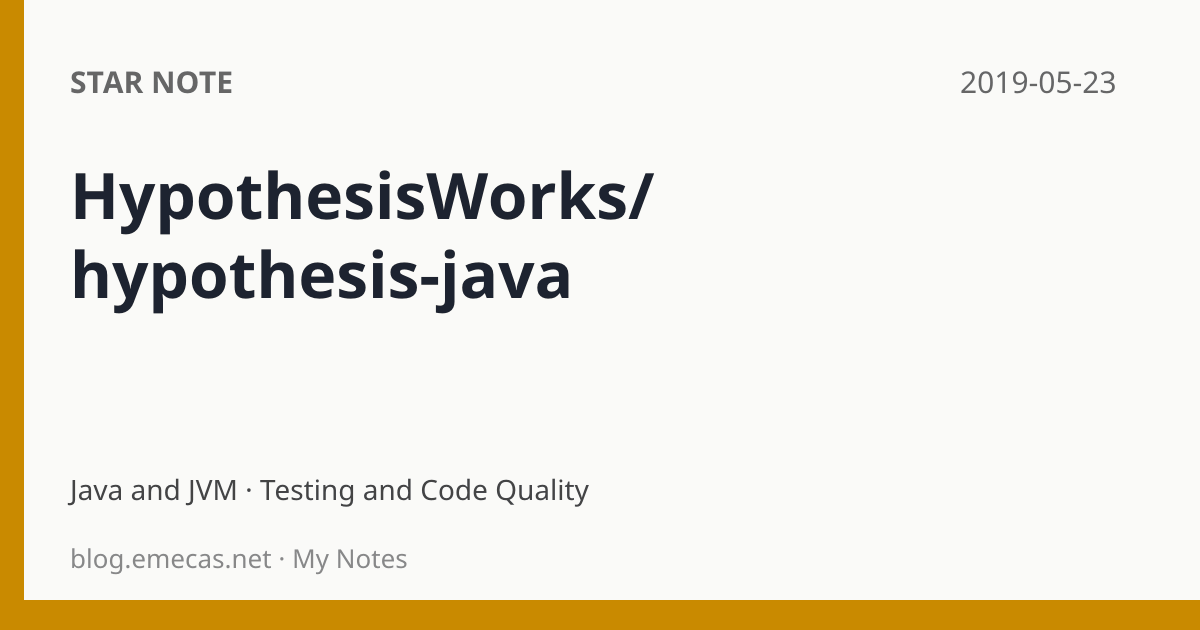 STAR NOTE
2019-05-23
HypothesisWorks/
hypothesis-java
Java and JVM · Testing and Code Quality
blog.emecas.net · My Notes